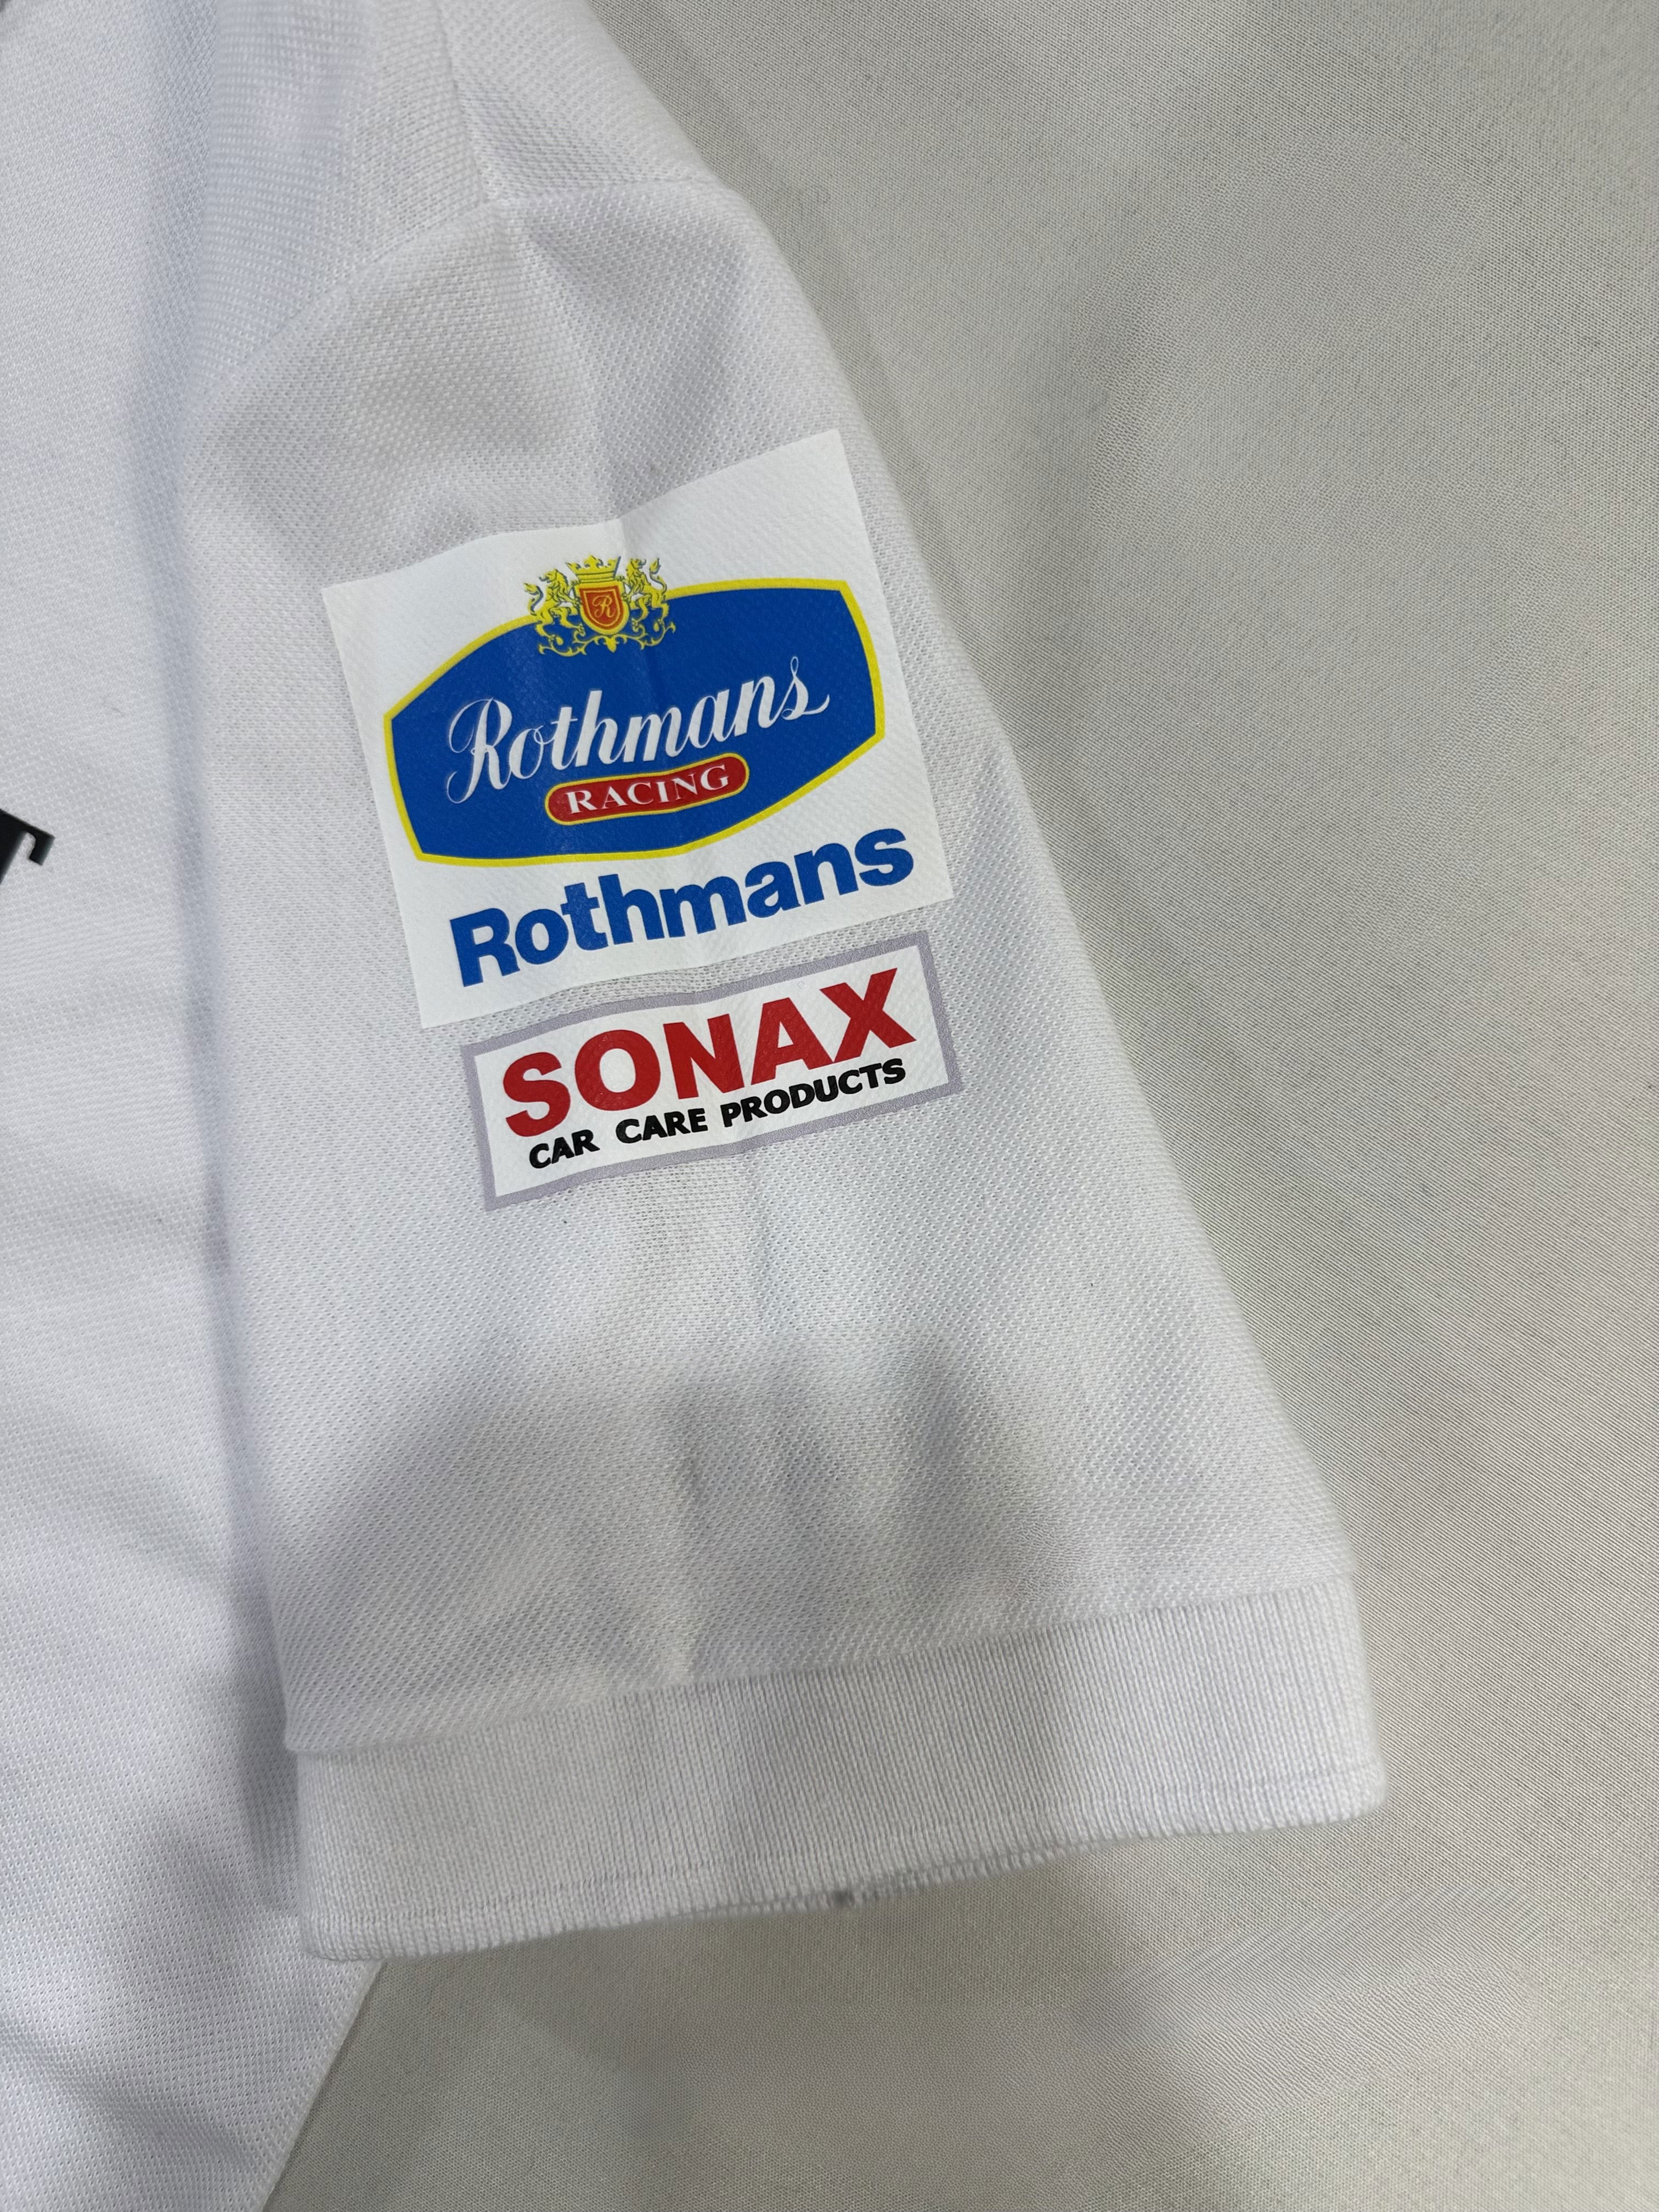 R
Rothmans
RACING
Rothmans
SONAX
CAR CARE PRODUCTS